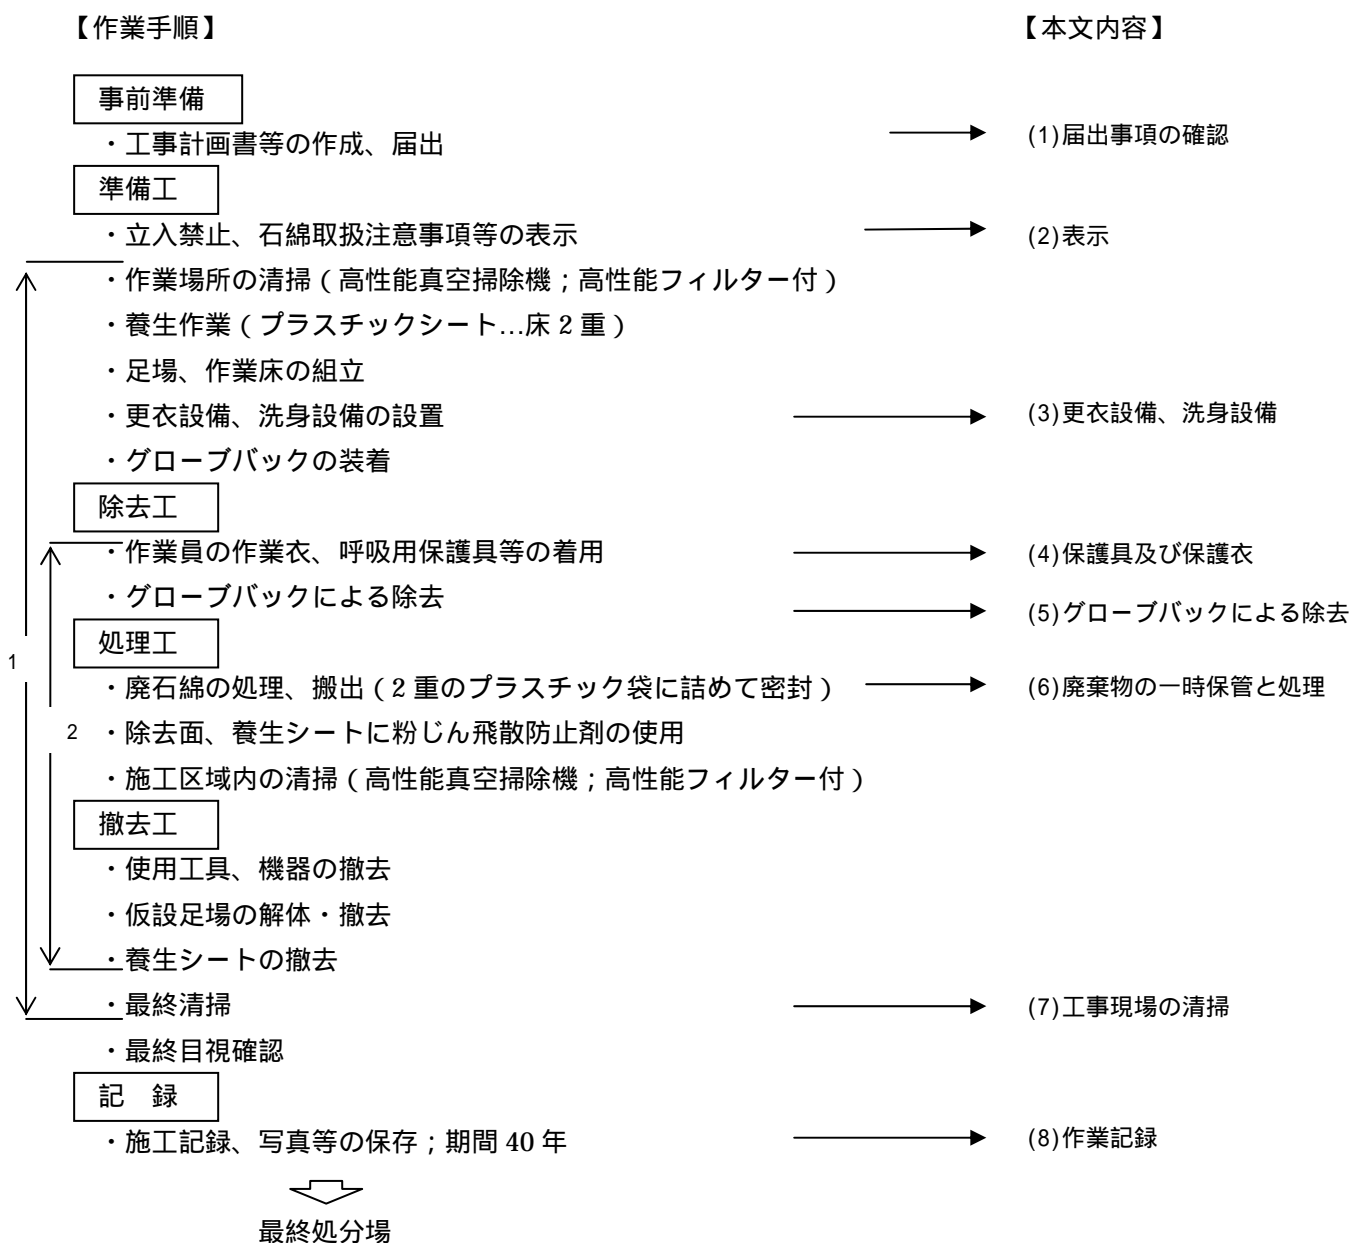 【作業手順】 【本文内容】
事前準備
・工事計画書等の作成、届出 (1)届出事項の確認
準備工
・立入禁止、石綿取扱注意事項等の表示 (2)表示
・作業場所の清掃（高性能真空掃除機；高性能フィルター付）
・養生作業（プラスチックシート…床2重）
・足場、作業床の組立
・更衣設備、洗身設備の設置 (3)更衣設備、洗身設備
・グローブバックの装着
除去工
・作業員の作業衣、呼吸用保護具等の着用 (4)保護具及び保護衣
・グローブバックによる除去 (5)グローブバックによる除去
処理工
1
・廃石綿の処理、搬出（2重のプラスチック袋に詰めて密封） (6)廃棄物の一時保管と処理
2 ・除去面、養生シートに粉じん飛散防止剤の使用
・施工区域内の清掃（高性能真空掃除機；高性能フィルター付）
撤去工
・使用工具、機器の撤去
・仮設足場の解体・撤去
・養生シートの撤去
・最終清掃 (7)工事現場の清掃
・最終目視確認
記　録
・施工記録、写真等の保存；期間40年 (8)作業記録
最終処分場